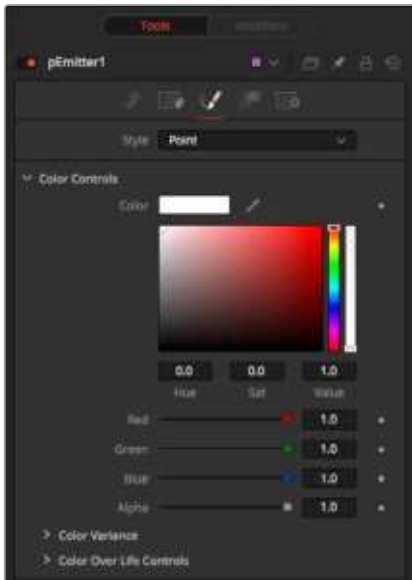 Tools Modifiers
pEmitter1
Style Point
Color Controls
Color
0.0 0.0 1.0
Hue Sat Value
Red 1.0
Green 1.0
Blue 1.0
Alpha 1.0
Color Variance
Color Over Life Controls